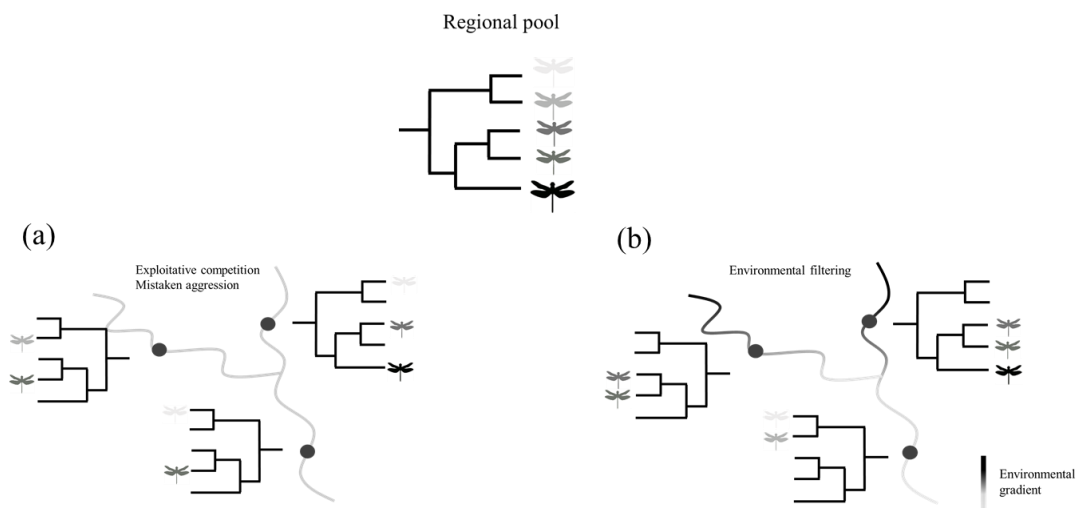 Regional pool
(a)
(b)
Exploitative competition
Mistaken aggression
Environmental filtering
Environmental
gradient